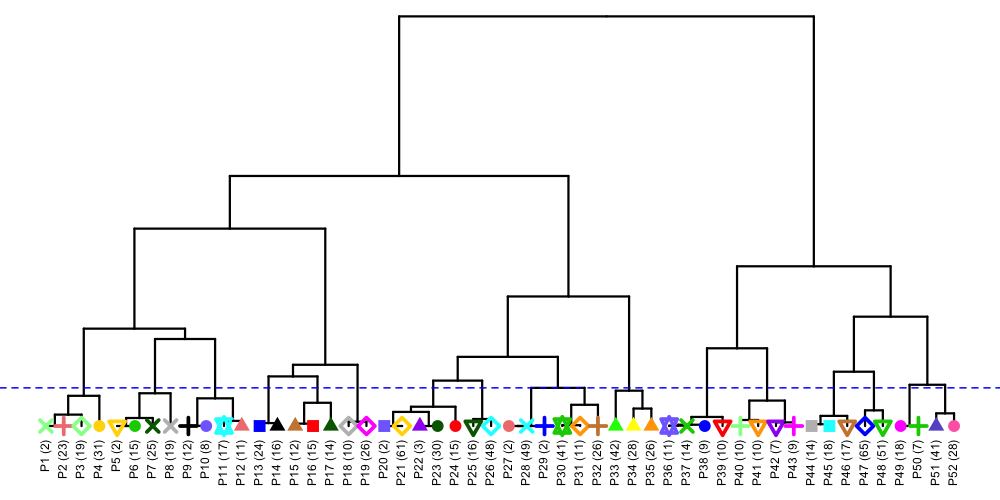 P1 (2)
P2 (23)
P3 (19)
P4 (31)
P5 (2)
P6 (15)
P7 (25)
P8 (19)
P9 (12)
P10 (8)
P11 (17)
P12 (11)
P13 (24)
P14 (16)
P15 (12)
P16 (15)
P17 (14)
P18 (10)
P19 (26)
P20 (2)
P21 (61)
P22 (3)
P23 (30)
P24 (15)
P25 (16)
P26 (48)
P27 (2)
P28 (49)
P29 (2)
P30 (41)
P31 (11)
P32 (26)
P33 (42)
P34 (28)
P35 (26)
P36 (11)
P37 (14)
P38 (9)
P39 (10)
P40 (10)
P41 (10)
P42 (7)
P43 (9)
P44 (14)
P45 (18)
P46 (17)
P47 (65)
P48 (51)
P49 (18)
P50 (7)
P51 (41)
P52 (28)